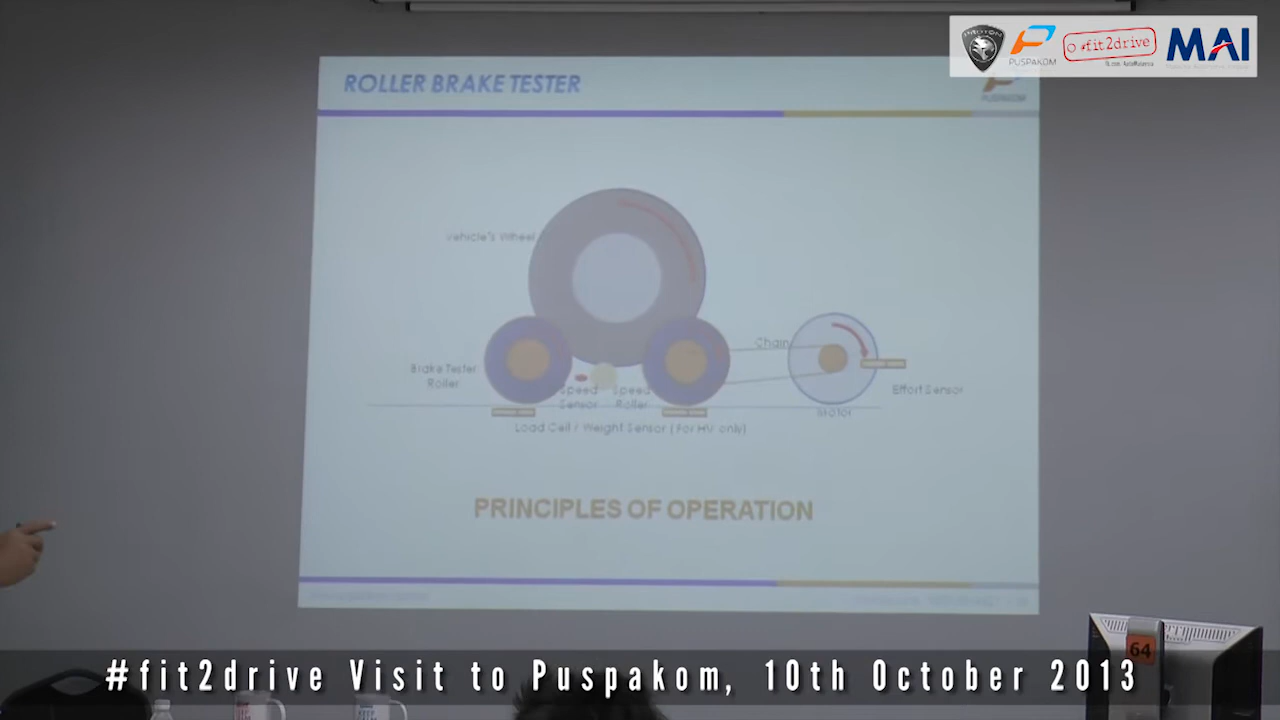 PROTON
PUSPAKOM
#fit2drive
MAI
ROLLER BRAKE TESTER
PUSPAKOM
Vehicle's Wheel
Chain
Brake Tester
Roller
Speed
Sensor
Speed
Roller
Effort Sensor
Motor
Load Cell / Weight Sensor (For HV only)
PRINCIPLES OF OPERATION
64
#fit2drive Visit to Puspakom, 10th October 2013